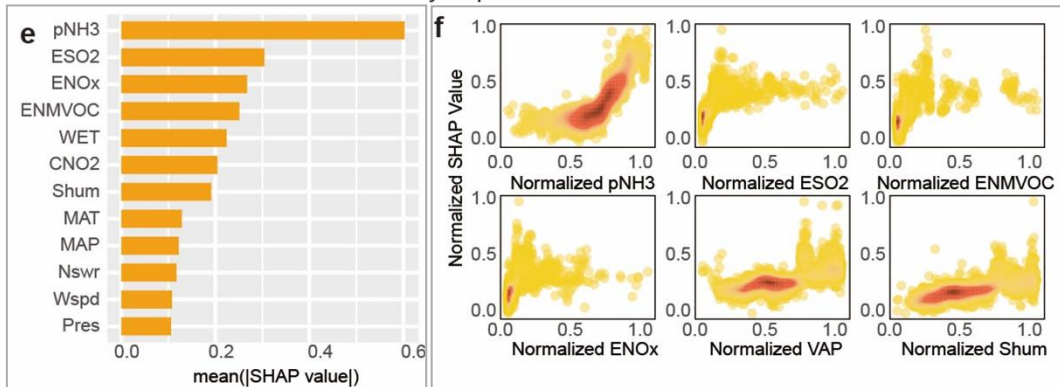 e
pNH3
ESO2
ENOx
ENMVOC
WET
CNO2
Shum
MAT
MAP
Nswr
Wspd
Pres
0.0 0.2 0.4 0.6
mean(|SHAP value|)
f
Normalized SHAP Value
1.0 1.0 1.0
0.5 0.5 0.5
0.0 0.0 0.0
0.0 0.5 1.0 0.0 0.5 1.0 0.0 0.5 1.0
Normalized pNH3 Normalized ESO2 Normalized ENMVOC
1.0 1.0 1.0
0.5 0.5 0.5
0.0 0.0 0.0
0.0 0.5 1.0 0.0 0.5 1.0 0.0 0.5 1.0
Normalized ENOx Normalized VAP Normalized Shum